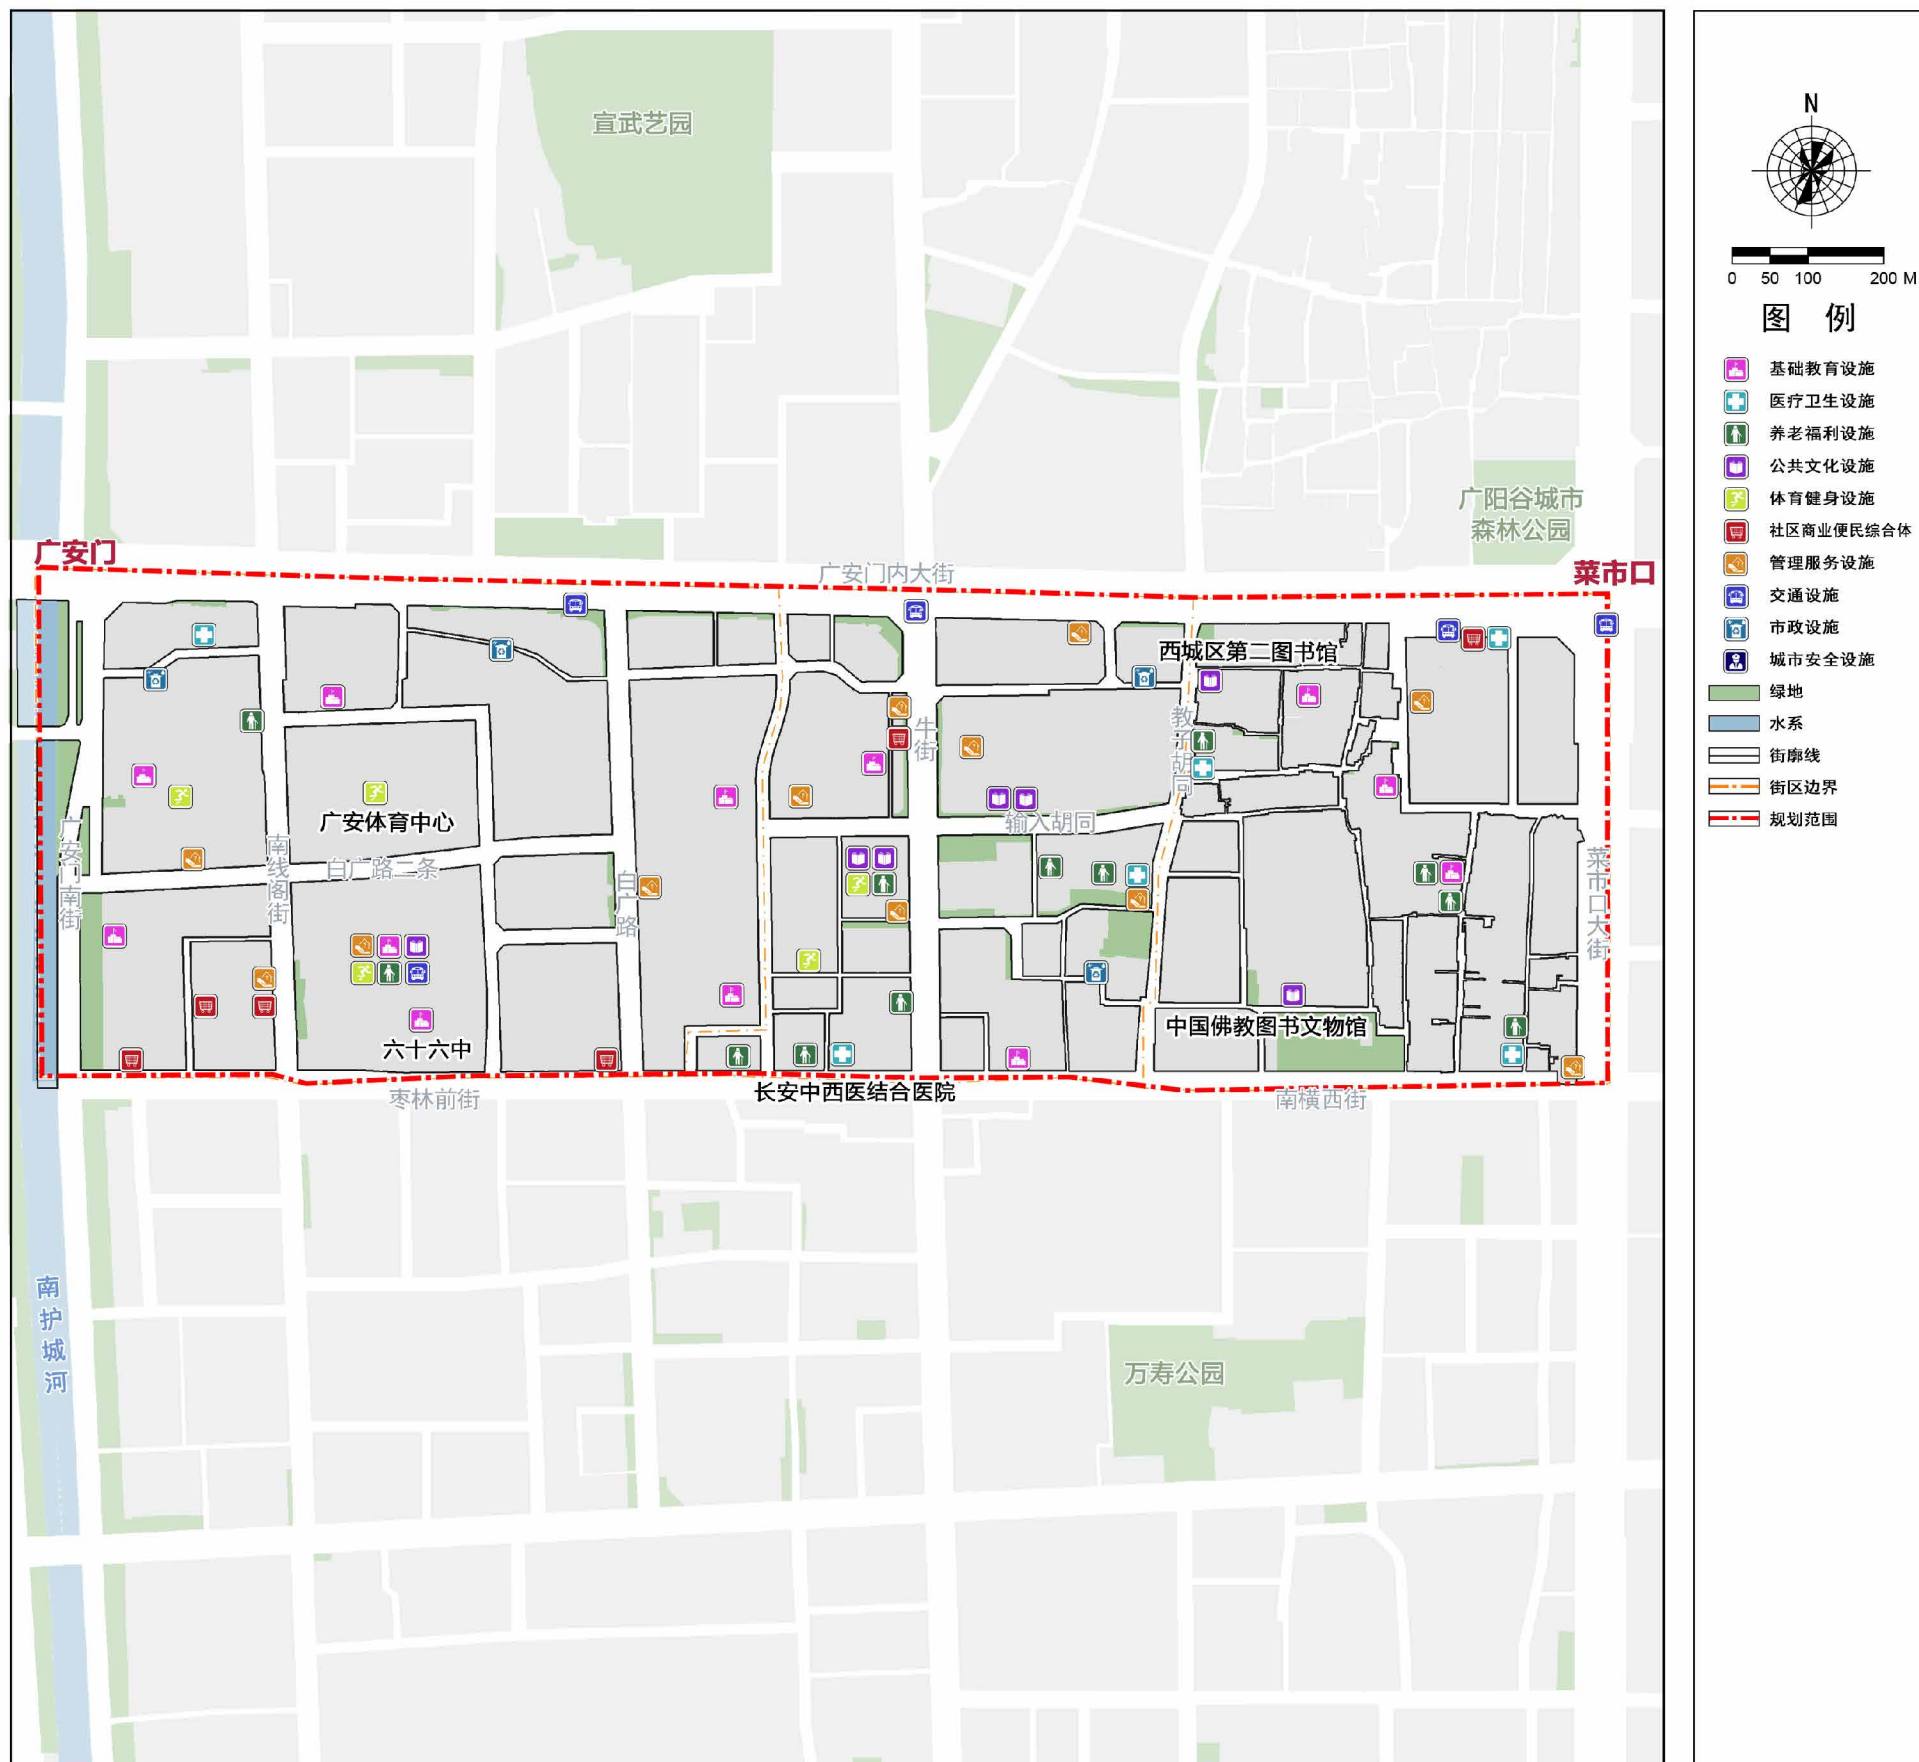 宣武艺园
广阳谷城市
森林公园
广安门
广安门内大街
菜市口
西城区第二图书馆
牛街
教子胡同
广安体育中心
输入胡同
广安门南街
南线阁街
白广路二条
白广路
菜市口大街
中国佛教图书文物馆
六十六中
长安中西医结合医院
枣林前街
南横西街
南护城河
万寿公园
N
0 50 100 200 M
图 例
基础教育设施
医疗卫生设施
养老福利设施
公共文化设施
体育健身设施
社区商业便民综合体
管理服务设施
交通设施
市政设施
城市安全设施
绿地
水系
街廓线
街区边界
规划范围